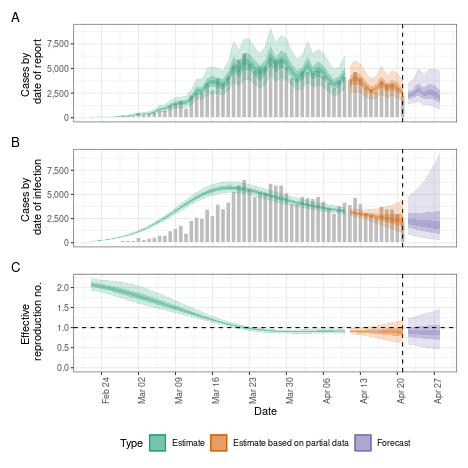 A
Cases by
date of report
7,500
5,000
2,500
0
B
Cases by
date of infection
7,500
5,000
2,500
0
C
Effective
reproduction no.
2.0
1.5
1.0
0.5
0.0
Feb 24
Mar 02
Mar 09
Mar 16
Mar 23
Mar 30
Apr 06
Apr 13
Apr 20
Apr 27
Date
Type Estimate Estimate based on partial data Forecast